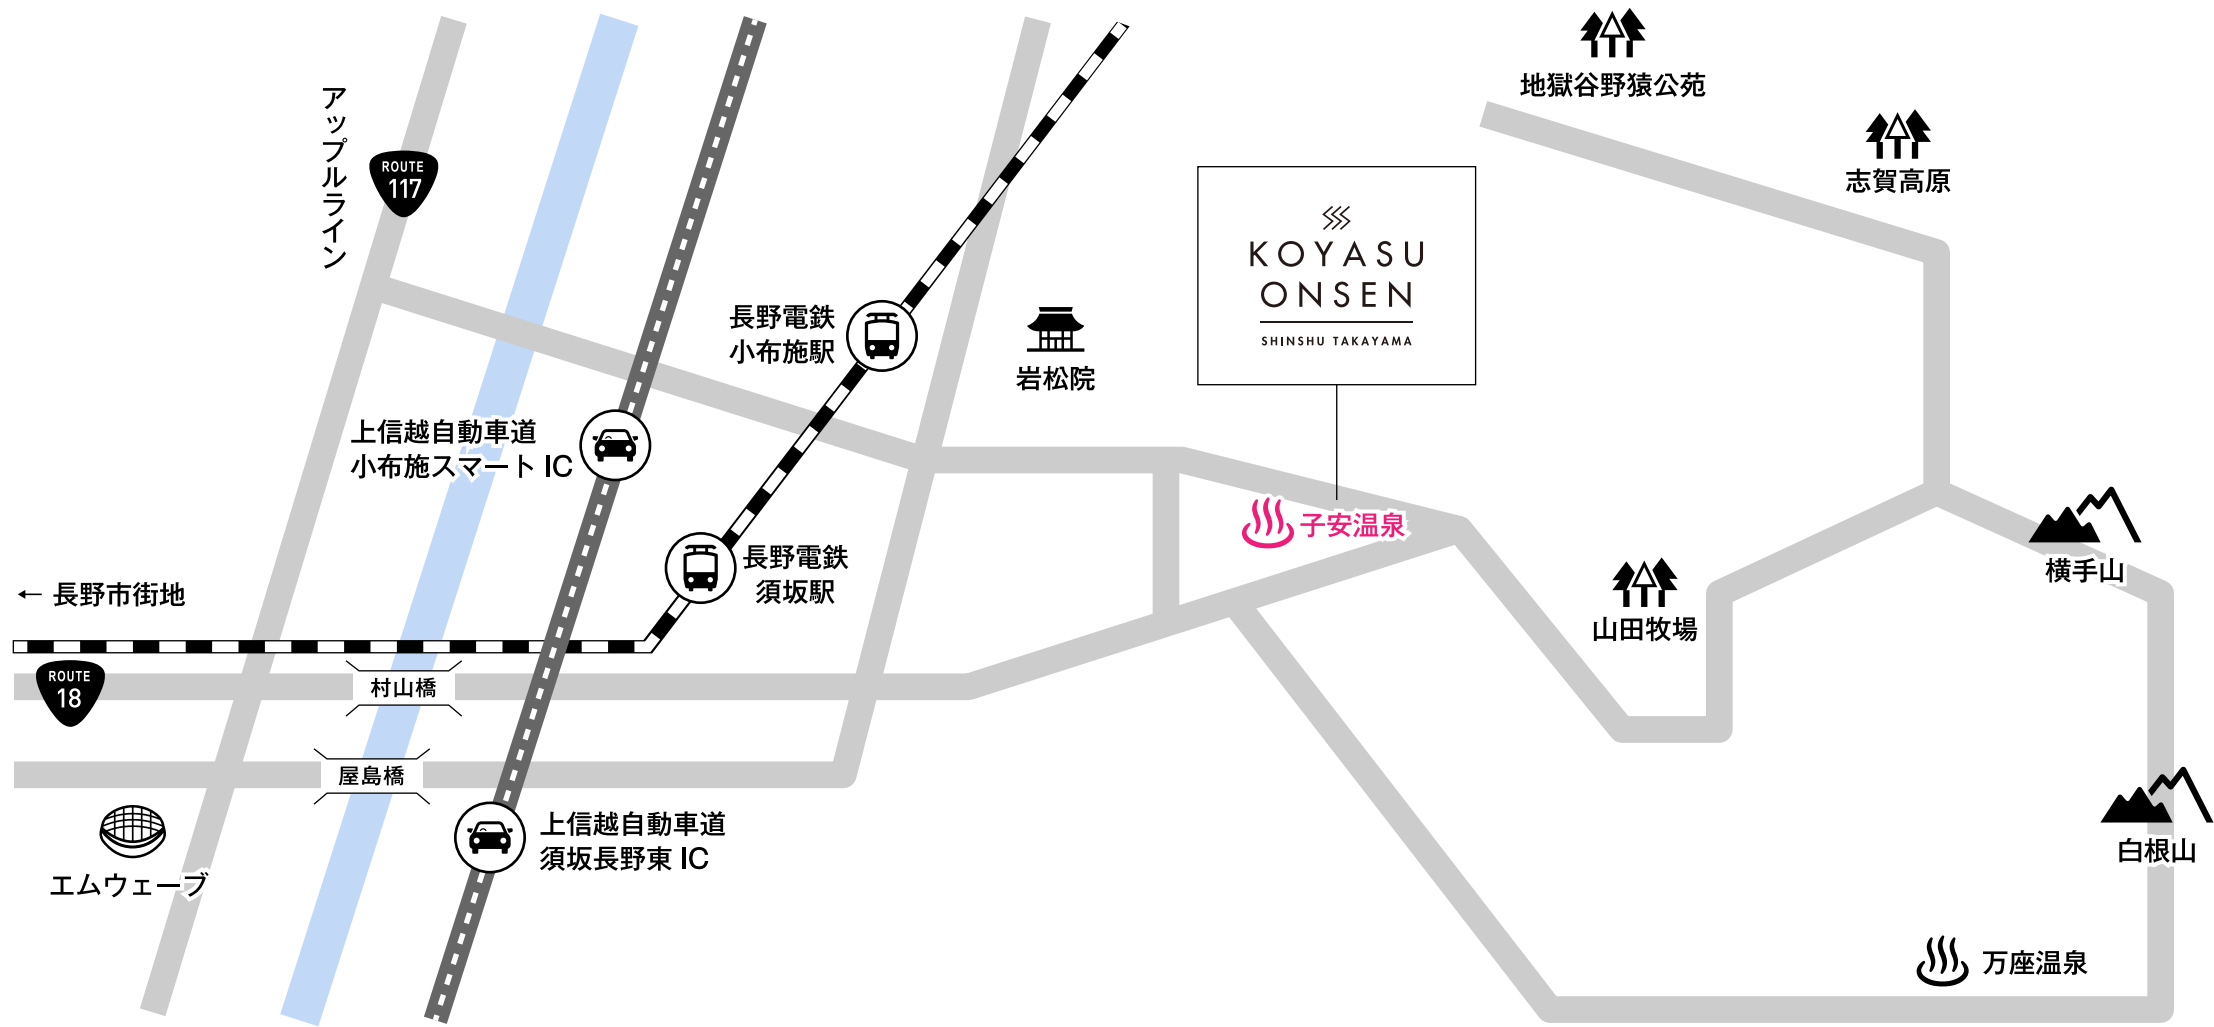 地獄谷野猿公苑
志賀高原
アップルライン
ROUTE
117
KOYASU
ONSEN
SHINSHU TAKAYAMA
長野電鉄
小布施駅
岩松院
上信越自動車道
小布施スマート IC
子安温泉
長野電鉄
須坂駅
横手山
← 長野市街地
山田牧場
ROUTE
18
村山橋
屋島橋
上信越自動車道
須坂長野東 IC
白根山
エムウェーブ
万座温泉